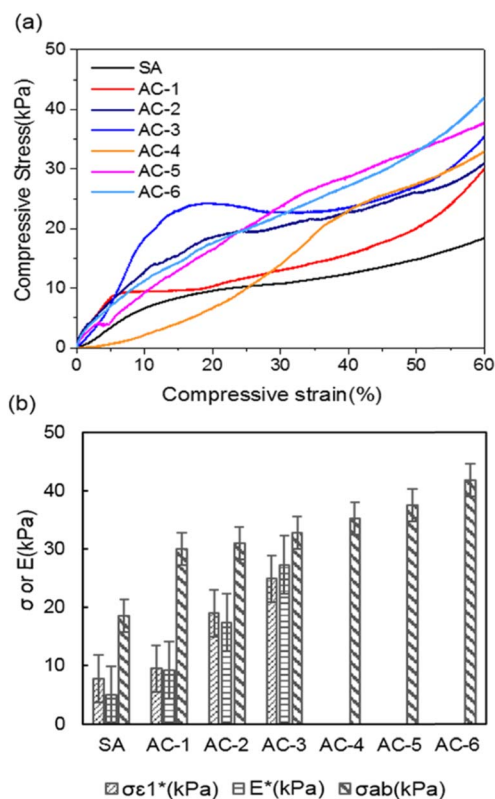 (a)
50
40
30
20
10
0
Compressive Stress(kPa)
SA
AC-1
AC-2
AC-3
AC-4
AC-5
AC-6
0 10 20 30 40 50 60
Compressive strain(%)
(b)
50
40
30
20
10
0
σ or E(kPa)
SA AC-1 AC-2 AC-3 AC-4 AC-5 AC-6
σε1*(kPa) E*(kPa) σab(kPa)